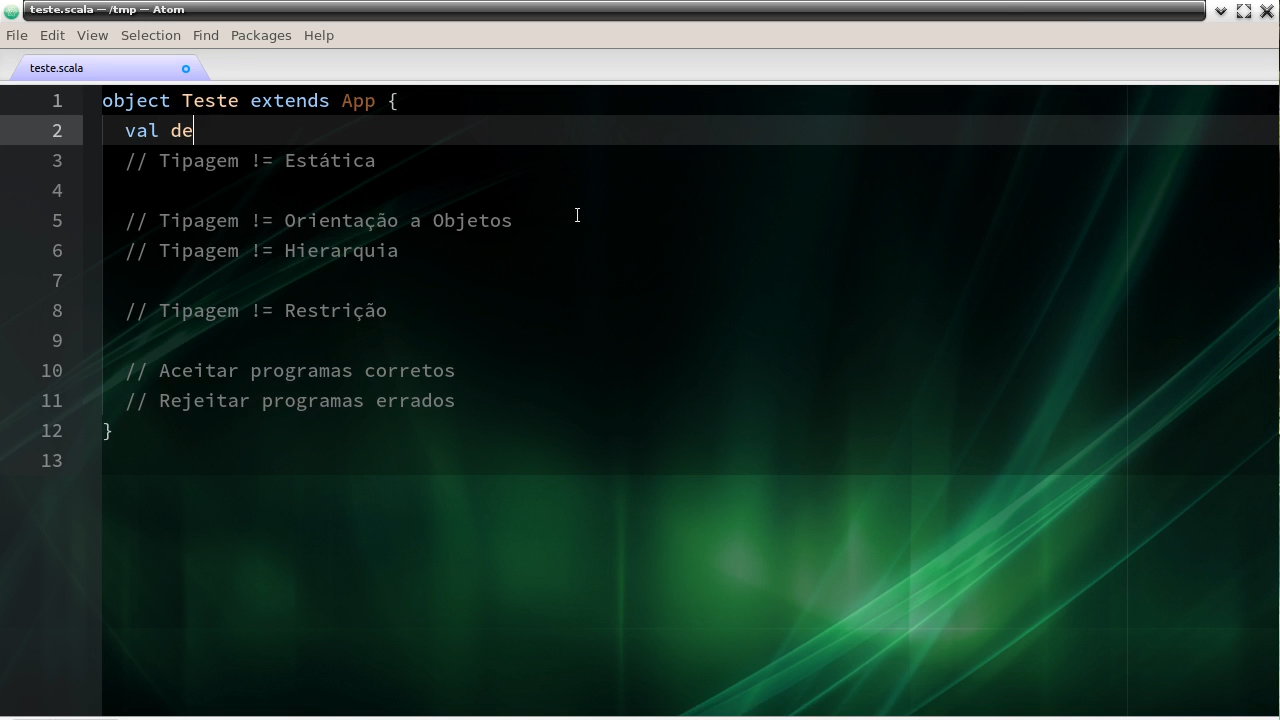 teste.scala — /tmp — Atom
File Edit View Selection Find Packages Help
teste.scala
1 object Teste extends App {
2 val de
3 // Tipagem != Estática
4
5 // Tipagem != Orientação a Objetos
6 // Tipagem != Hierarquia
7
8 // Tipagem != Restrição
9
10 // Aceitar programas corretos
11 // Rejeitar programas errados
12 }
13